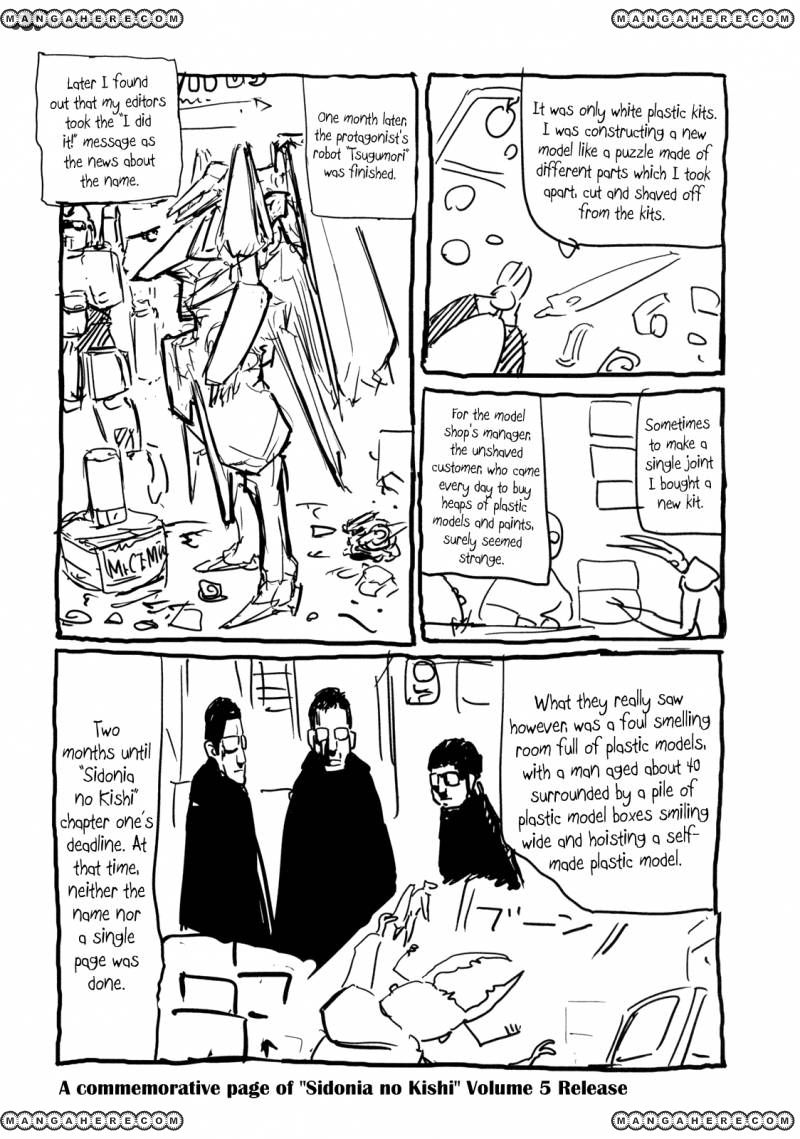 MANGAHERE.COM
MANGAHERE.COM
It was only white plastic kits.
I was constructing a new
model like a puzzle made of
different parts which I took
apart, cut and shaved off
from the kits.
Sometimes
to make a
single joint
I bought a
new kit.
For the model
shop's manager,
the unshaved
customer, who came
every day to buy
heaps of plastic
models and paints,
surely seemed
strange.
One month later,
the protagonist's
robot "Tsugumori"
was finished.
Later I found
out that my editors
took the "I did
it!" message as
the news about
the name.
What they really saw
however, was a foul smelling
room full of plastic models,
with a man aged about 40
surrounded by a pile of
plastic model boxes smiling
wide and hoisting a self-
made plastic model.
Two
months until
"Sidonia
no Kishi"
chapter one's
deadline. At
that time,
neither the
name nor
a single
page was
done.
A commemorative page of "Sidonia no Kishi" Volume 5 Release
MANGAHERE.COM
MANGAHERE.COM